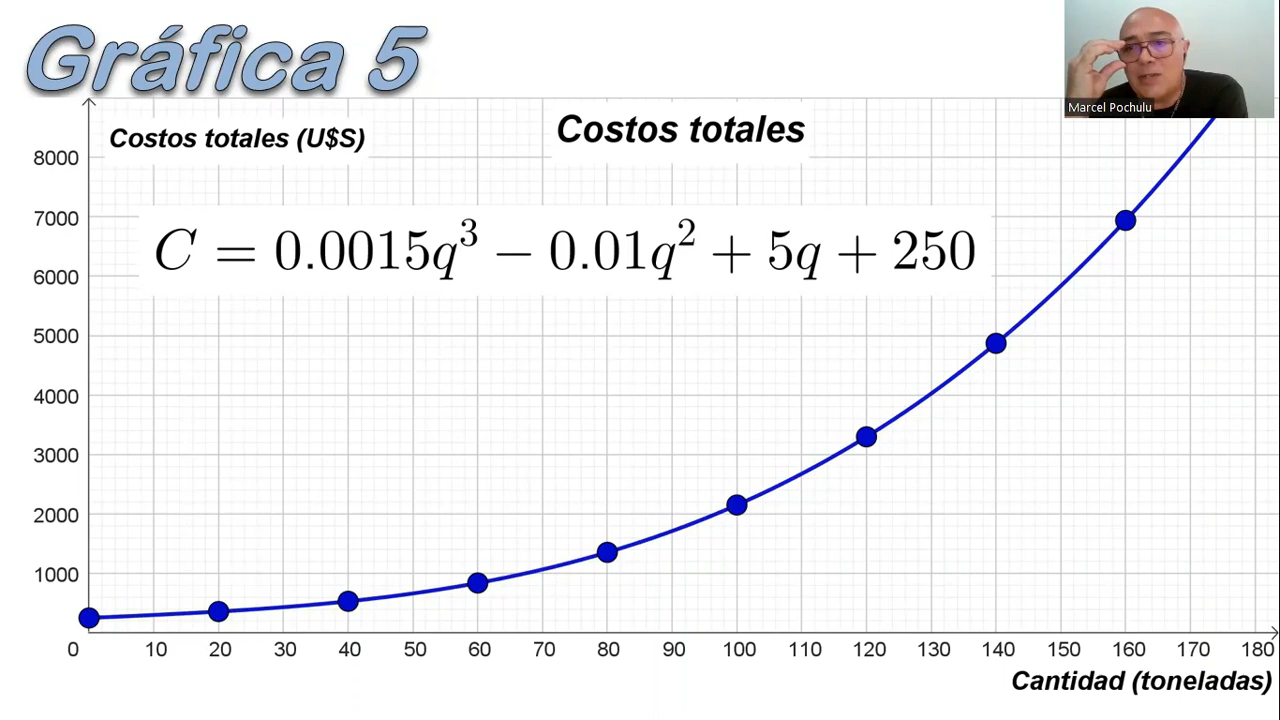 Gráfica 5
Marcel Pochulu
Costos totales (U$S)
Costos totales
8000
7000
C = 0.0015q³ − 0.01q² + 5q + 250
6000
5000
4000
3000
2000
1000
0 10 20 30 40 50 60 70 80 90 100 110 120 130 140 150 160 170 180
Cantidad (toneladas)